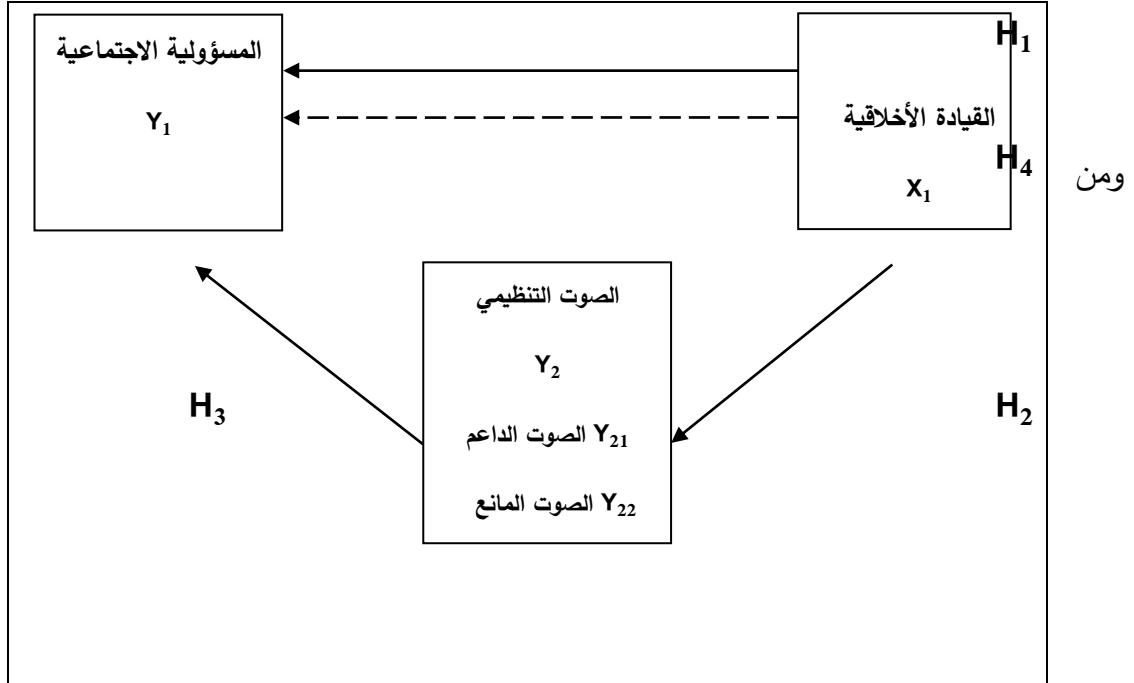 H1
القيادة الأخلاقية
H4
X1
ومن
المسؤولية الاجتماعية
Y1
الصوت التنظيمي
Y2
Y21 الصوت الداعم
Y22 الصوت المانع
H2
H3